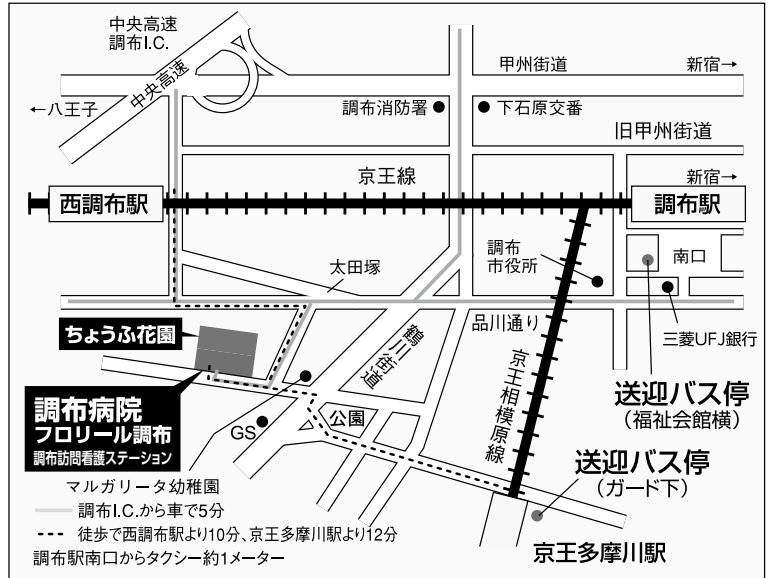 中央高速
調布I.C.
中央高速
甲州街道
新宿→
←八王子
調布消防署
下石原交番
旧甲州街道
京王線
新宿→
西調布駅
調布駅
太田塚
調布
市役所
南口
品川通り
三菱UFJ銀行
ちょうふ花園
鶴川街道
京王相模原線
送迎バス停
(福祉会館横)
調布病院
フロリール調布
調布訪問看護ステーション
公園
GS
送迎バス停
(ガード下)
マルガリータ幼稚園
調布I.C.から車で5分
徒歩で西調布駅より10分、京王多摩川駅より12分
京王多摩川駅
調布駅南口からタクシー約1メーター